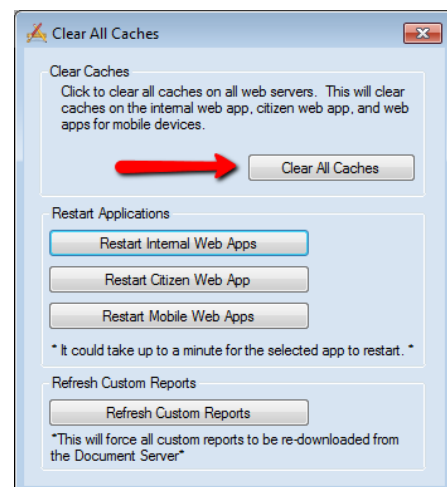 Clear All Caches
Clear Caches
Click to clear all caches on all web servers. This will clear
caches on the internal web app, citizen web app, and web
apps for mobile devices.
Clear All Caches
Restart Applications
Restart Internal Web Apps
Restart Citizen Web App
Restart Mobile Web Apps
* It could take up to a minute for the selected app to restart. *
Refresh Custom Reports
Refresh Custom Reports
*This will force all custom reports to be re-downloaded from
the Document Server*